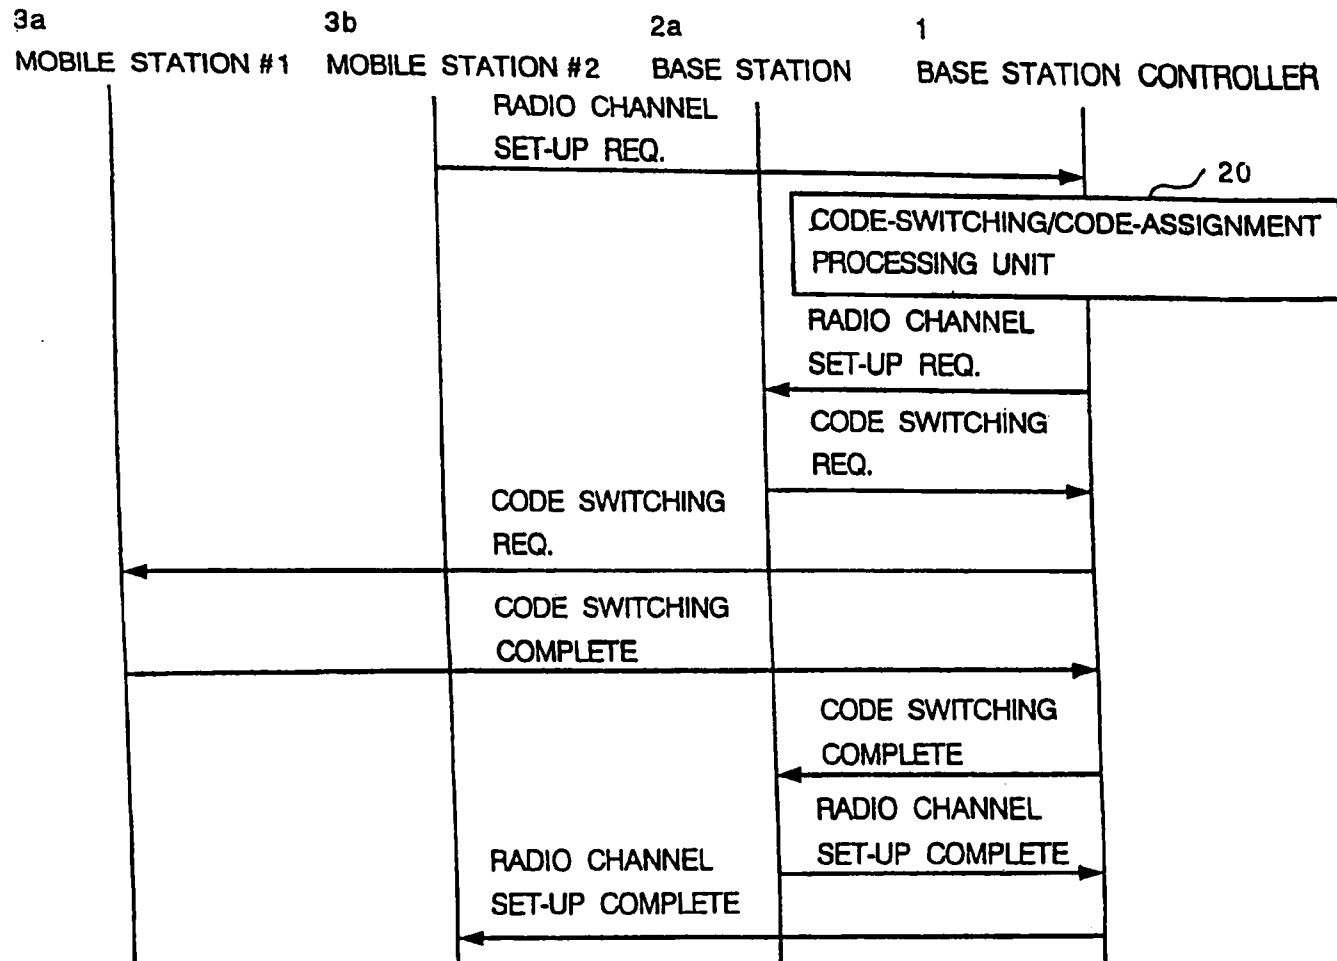 3a
MOBILE STATION #1
3b
MOBILE STATION #2
2a
BASE STATION
1
BASE STATION CONTROLLER
RADIO CHANNEL
SET-UP REQ.
20
CODE-SWITCHING/CODE-ASSIGNMENT
PROCESSING UNIT
RADIO CHANNEL
SET-UP REQ.
CODE SWITCHING
REQ.
CODE SWITCHING
REQ.
CODE SWITCHING
COMPLETE
CODE SWITCHING
COMPLETE
RADIO CHANNEL
SET-UP COMPLETE
RADIO CHANNEL
SET-UP COMPLETE